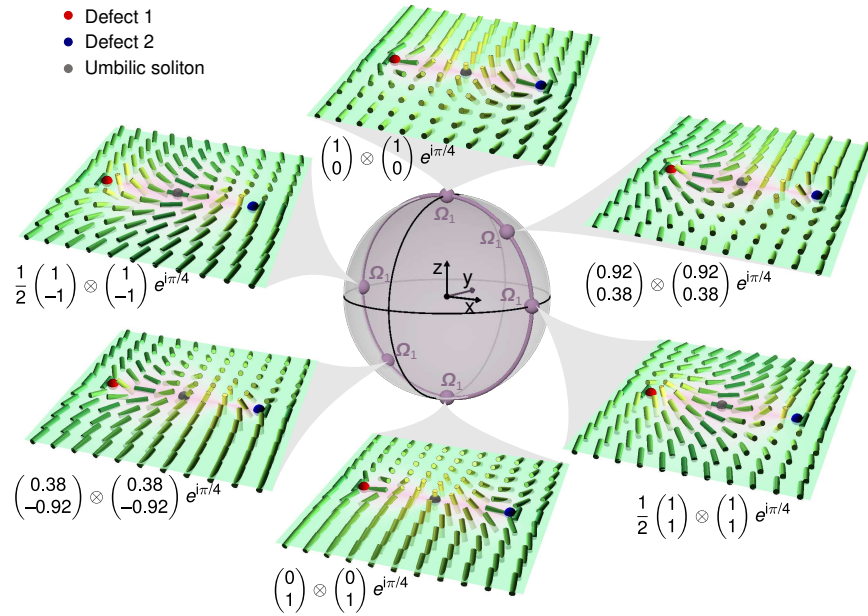 Defect 1
Defect 2
Umbilic soliton
(1 0) ⊗ (1 0) e^{iπ/4}
1/2 (1 -1) ⊗ (1 -1) e^{iπ/4}
(0.92 0.38) ⊗ (0.92 0.38) e^{iπ/4}
Ω₁
Ω₁
Ω₁
Ω₁
Ω₁
Ω₁
z
y
x
(0.38 −0.92) ⊗ (0.38 −0.92) e^{iπ/4}
1/2 (1 1) ⊗ (1 1) e^{iπ/4}
(0 1) ⊗ (0 1) e^{iπ/4}